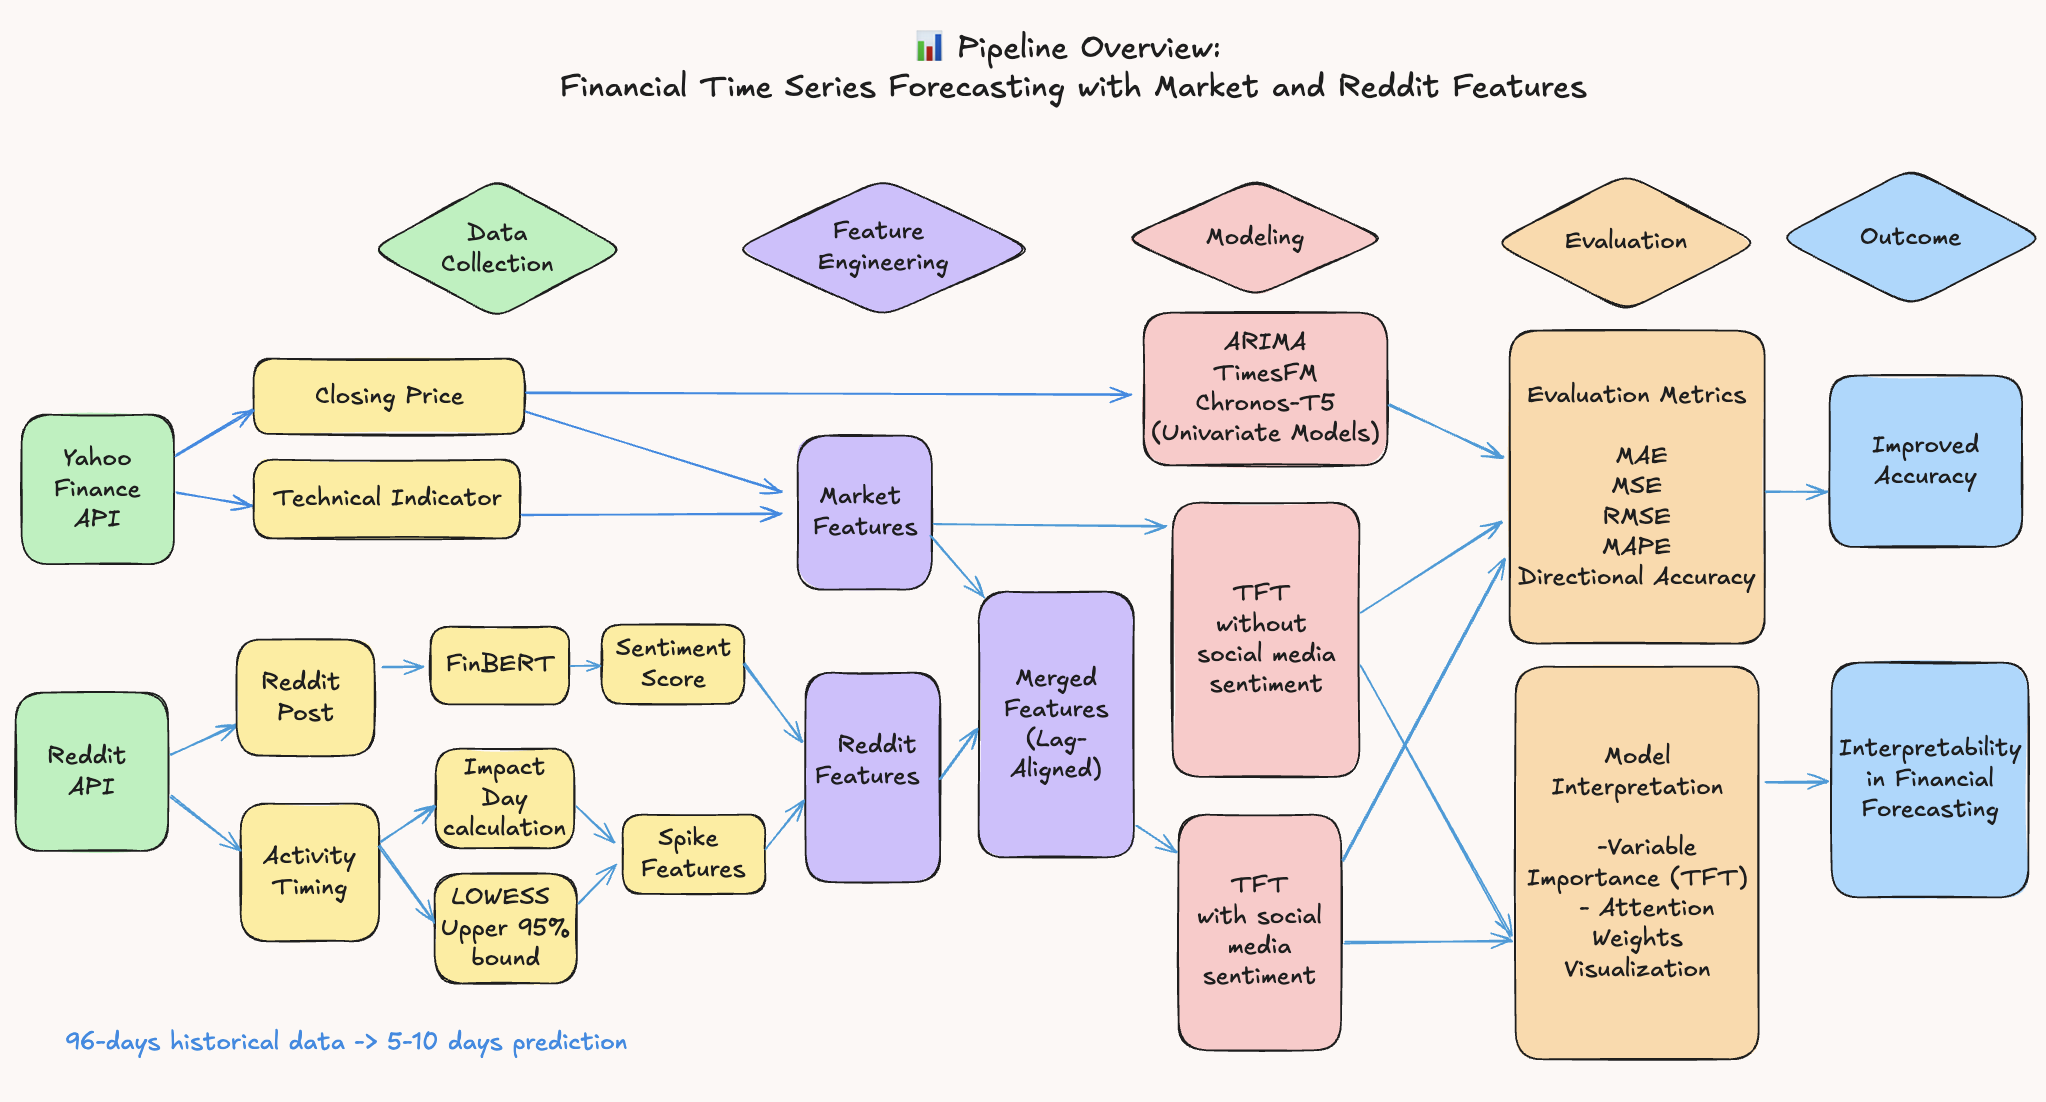 📊 Pipeline Overview:
Financial Time Series Forecasting with Market and Reddit Features
Data
Collection
Feature
Engineering
Modeling
Evaluation
Outcome
Yahoo
Finance
API
Closing Price
Technical Indicator
Market
Features
ARIMA
TimesFM
Chronos-T5
(Univariate Models)
Evaluation Metrics
MAE
MSE
RMSE
MAPE
Directional Accuracy
Improved
Accuracy
Reddit
API
Reddit
Post
FinBERT
Sentiment
Score
Activity
Timing
Impact
Day
calculation
LOWESS
Upper 95%
bound
Spike
Features
Reddit
Features
Merged
Features
(Lag-
Aligned)
TFT
without
social media
sentiment
TFT
with social
media
sentiment
Model
Interpretation
-Variable
Importance (TFT)
- Attention
Weights
Visualization
Interpretability
in Financial
Forecasting
96-days historical data -> 5-10 days prediction